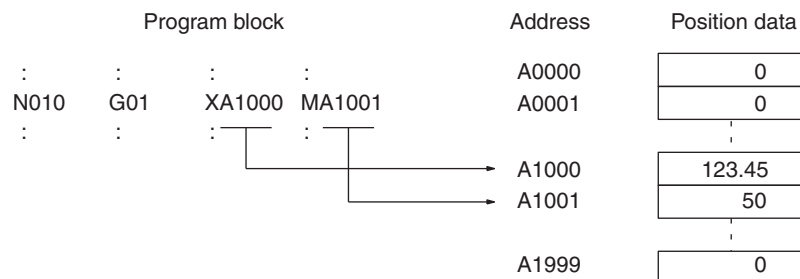 Program block Address Position data
: : : : A0000 0
N010 G01 XA1000 MA1001 A0001 0
: : : :
A1000 123.45
A1001 50
A1999 0